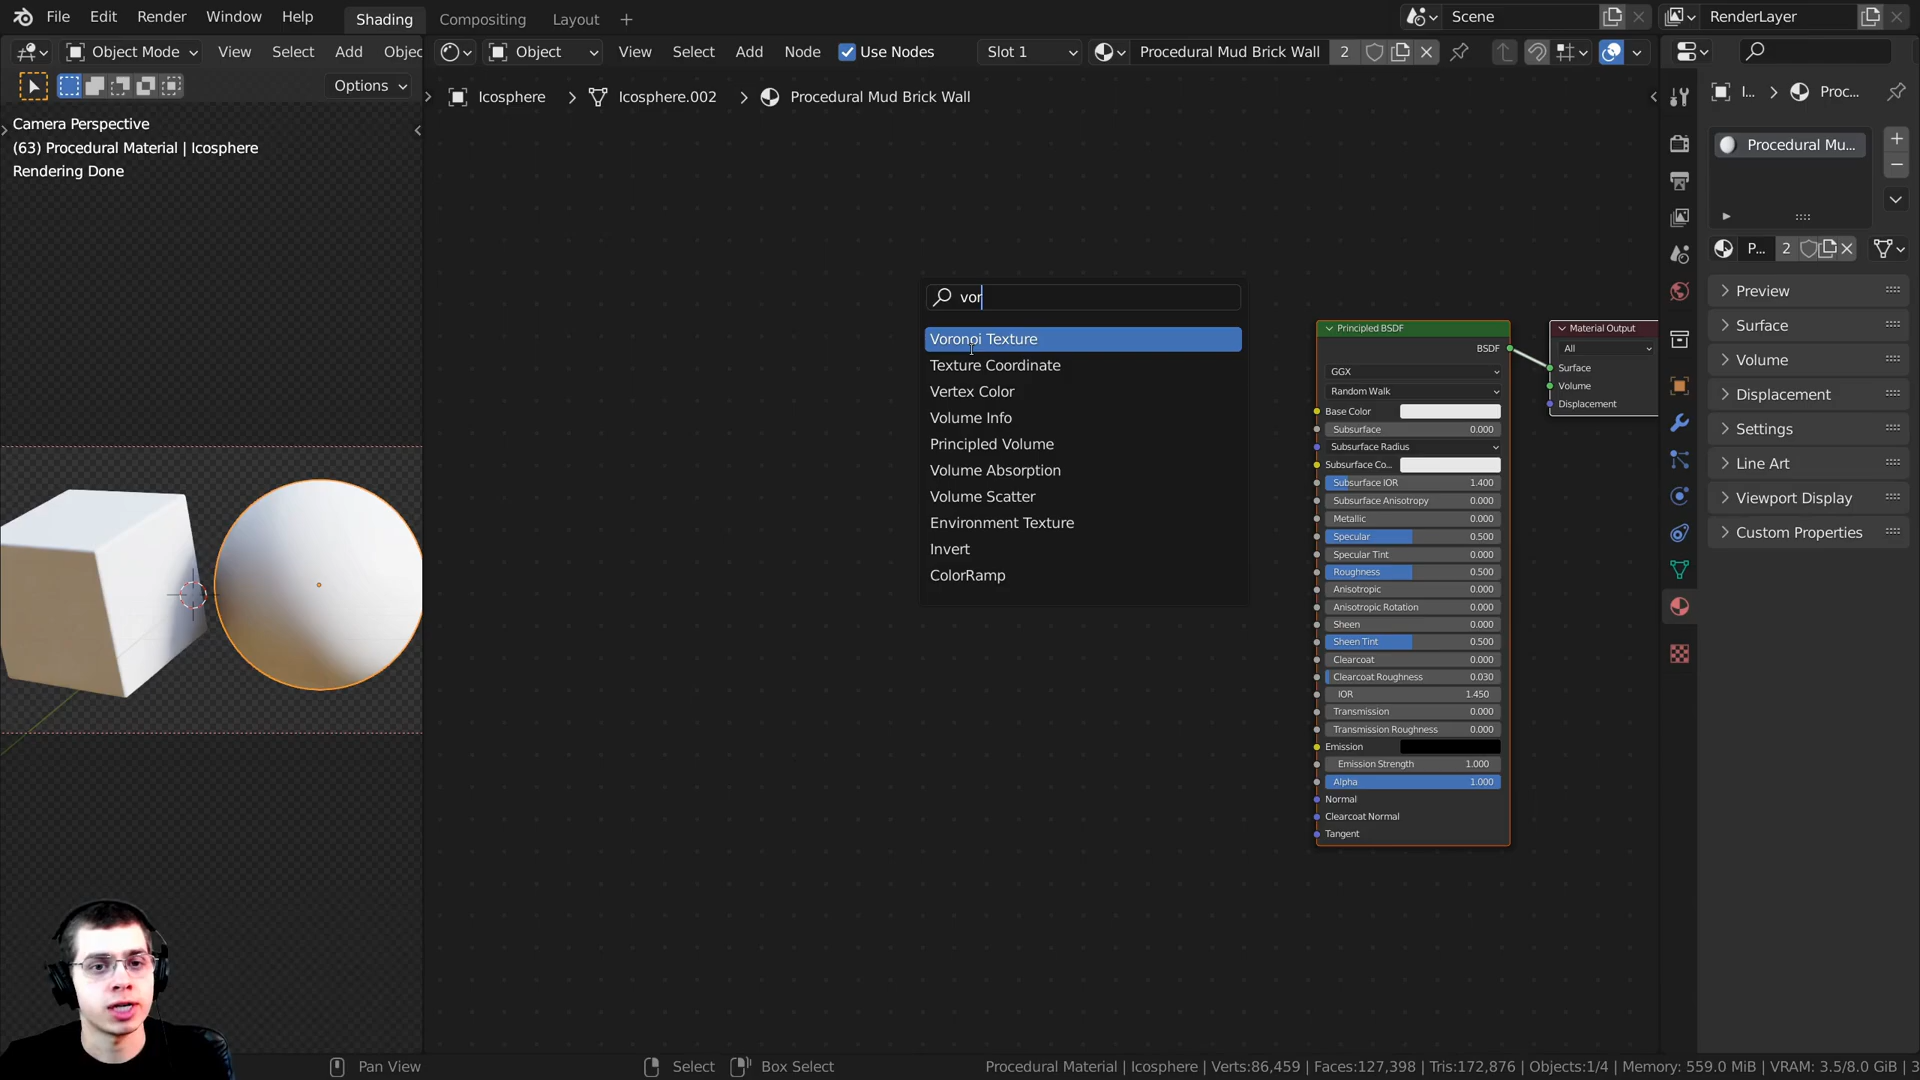 File Edit Render Window Help Shading Compositing Layout + Scene RenderLayer
Object Mode View Select Add Objec Object View Select Add Node Use Nodes Slot 1 Procedural Mud Brick Wall 2
Options
Icosphere > Icosphere.002 > Procedural Mud Brick Wall
I... > Proc...
Camera Perspective
(63) Procedural Material | Icosphere
Rendering Done
Procedural Mu...
P... 2
Preview
Surface
Volume
Displacement
Settings
Line Art
Viewport Display
Custom Properties
vor
Voronoi Texture
Texture Coordinate
Vertex Color
Volume Info
Principled Volume
Volume Absorption
Volume Scatter
Environment Texture
Invert
ColorRamp
Principled BSDF
BSDF
GGX
Random Walk
Base Color
Subsurface 0.000
Subsurface Radius
Subsurface Co...
Subsurface IOR 1.400
Subsurface Anisotropy 0.000
Metallic 0.000
Specular 0.500
Specular Tint 0.000
Roughness 0.500
Anisotropic 0.000
Anisotropic Rotation 0.000
Sheen 0.000
Sheen Tint 0.500
Clearcoat 0.000
Clearcoat Roughness 0.030
IOR 1.450
Transmission 0.000
Transmission Roughness 0.000
Emission
Emission Strength 1.000
Alpha 1.000
Normal
Clearcoat Normal
Tangent
Material Output
All
Surface
Volume
Displacement
Pan View Select Box Select Procedural Material | Icosphere | Verts:86,459 | Faces:127,398 | Tris:172,876 | Objects:1/4 | Memory: 559.0 MiB | VRAM: 3.5/8.0 GiB | 3